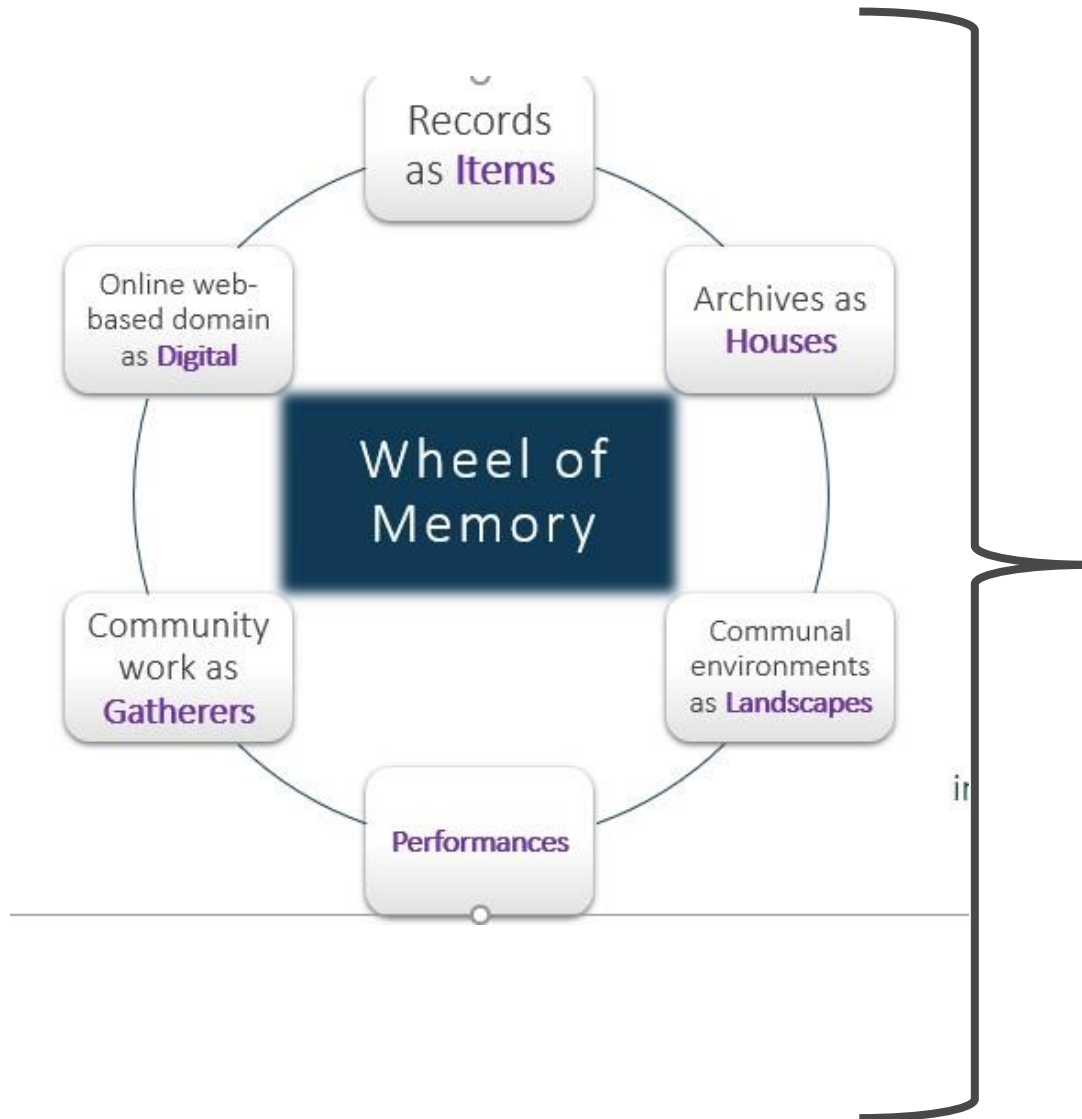 Records
as Items
Archives as
Houses
Communal
environments
as Landscapes
Performances
Community
work as
Gatherers
Online web-
based domain
as Digital
Wheel of
Memory